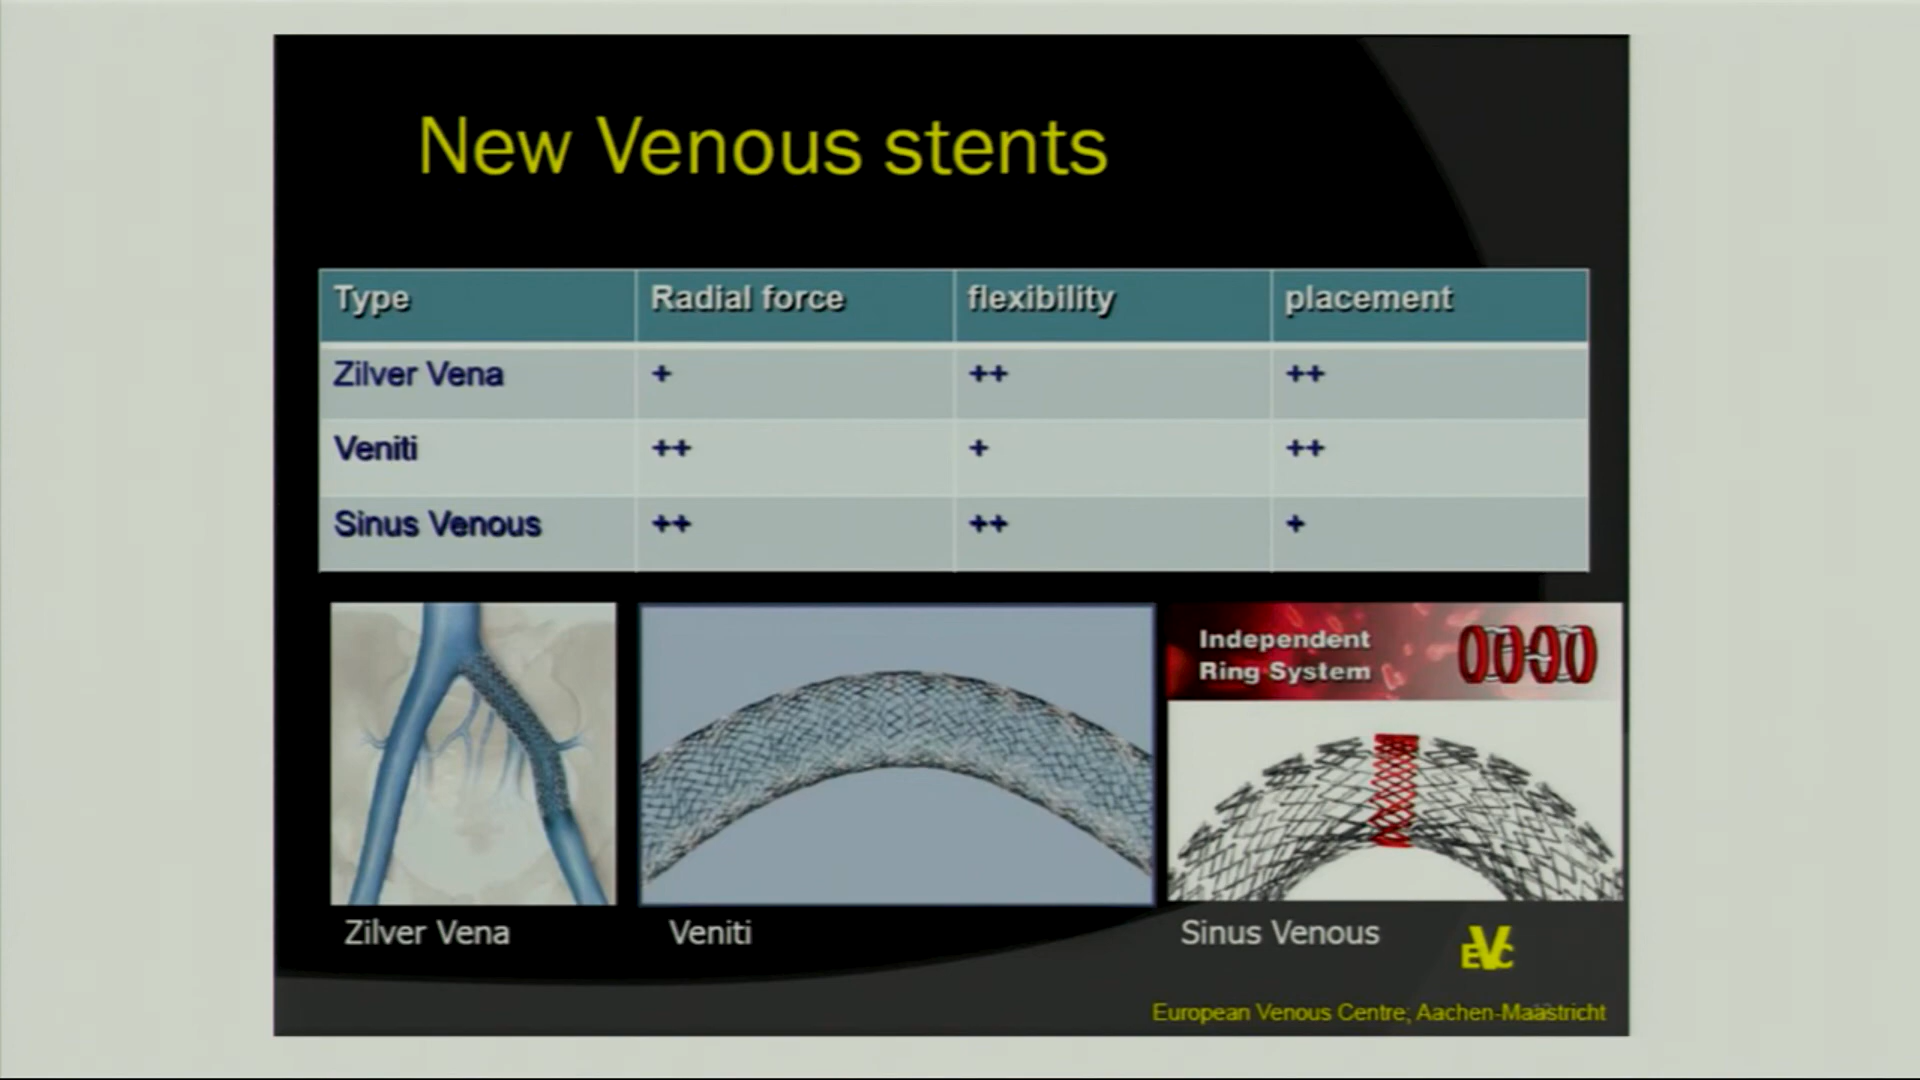 New Venous stents
Type Radial force flexibility placement
Zilver Vena + ++ ++
Veniti ++ + ++
Sinus Venous ++ ++ +
Independent
Ring System
Zilver Vena
Veniti
Sinus Venous
EVC
European Venous Centre; Aachen-Maastricht